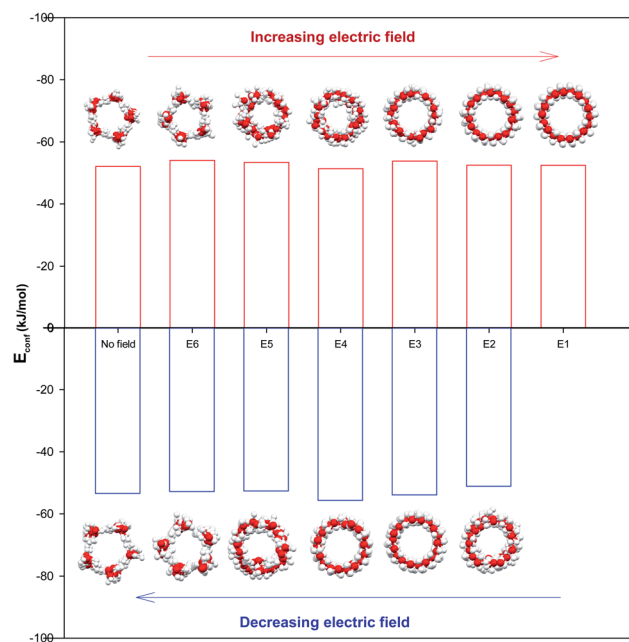 -100
Increasing electric field
-80
-60
-40
-20
0
E_conf (kJ/mol)
No field E6 E5 E4 E3 E2 E1
-20
-40
-60
-80
Decreasing electric field
-100